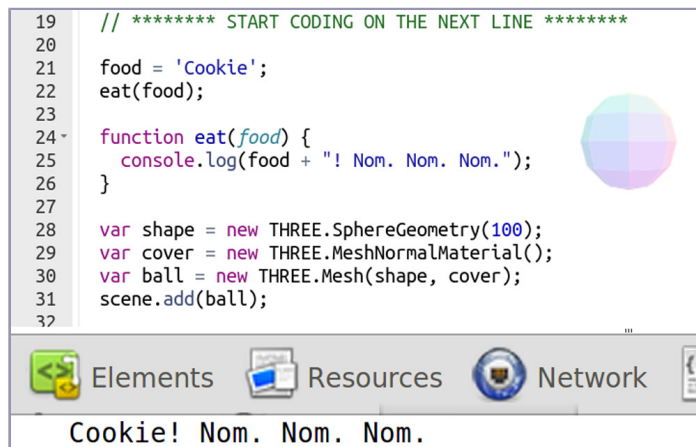 19 // ******** START CODING ON THE NEXT LINE ********
20
21 food = 'Cookie';
22 eat(food);
23
24 function eat(food) {
25 console.log(food + "! Nom. Nom. Nom.");
26 }
27
28 var shape = new THREE.SphereGeometry(100);
29 var cover = new THREE.MeshNormalMaterial();
30 var ball = new THREE.Mesh(shape, cover);
31 scene.add(ball);
32
Elements Resources Network
Cookie! Nom. Nom. Nom.